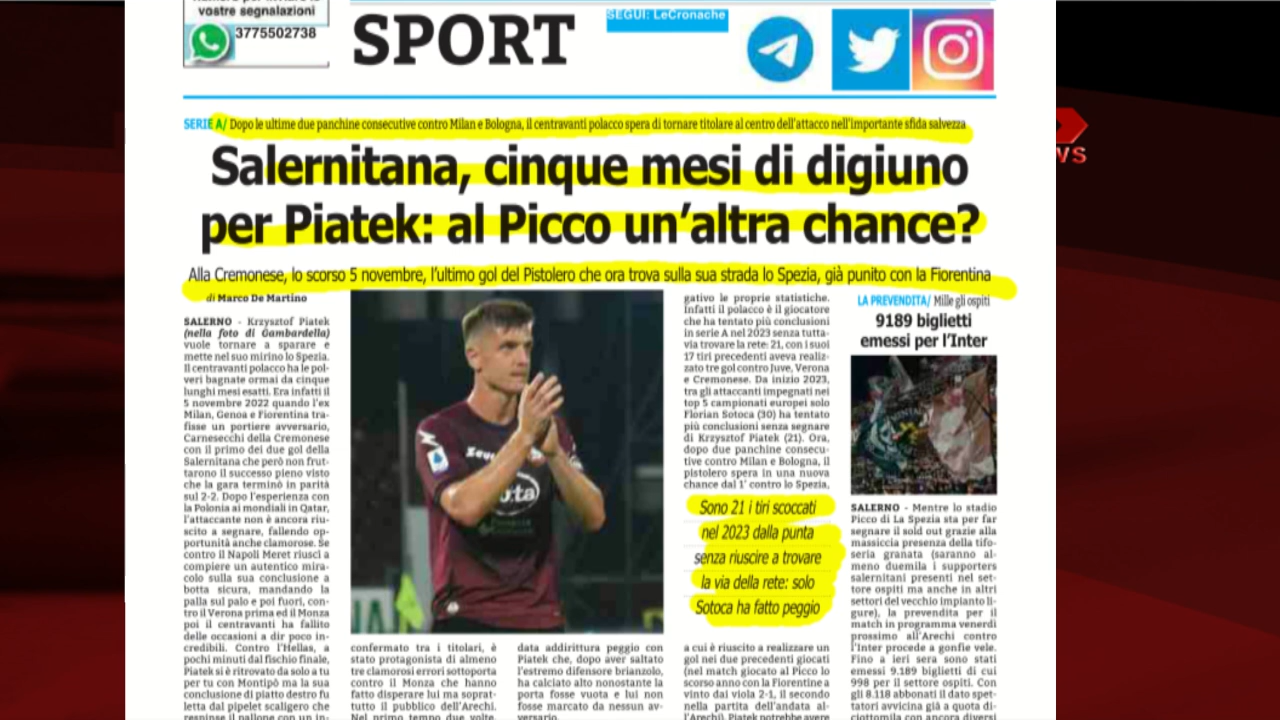 vostre segnalazioni
3775502738
SPORT
SEGUI: LeCronache
SERIE A/ Dopo le ultime due panchine consecutive contro Milan e Bologna, il centravanti polacco spera di tornare titolare al centro dell'attacco nell'importante sfida salvezza
Salernitana, cinque mesi di digiuno
per Piatek: al Picco un'altra chance?
Alla Cremonese, lo scorso 5 novembre, l'ultimo gol del Pistolero che ora trova sulla sua strada lo Spezia, già punito con la Fiorentina
di Marco De Martino
SALERNO - Krzysztof Piatek
(nella foto di Gambardella)
vuole tornare a sparare e
mette nel suo mirino lo Spezia.
Il centravanti polacco ha le pol-
veri bagnate ormai da cinque
lunghi mesi esatti. Era infatti il
5 novembre 2022 quando l'ex
Milan, Genoa e Fiorentina tra-
fisse un portiere avversario,
Carnesecchi della Cremonese
con il primo dei due gol della
Salernitana che però non frut-
tarono il successo pieno visto
che la gara terminò in parità
sul 2-2. Dopo l'esperienza con
la Polonia ai mondiali in Qatar,
l'attaccante non è ancora riu-
scito a segnare, fallendo op-
portunità anche clamorose. Se
contro il Napoli Meret riuscì a
compiere un autentico mira-
colo sulla sua conclusione a
botta sicura, mandando la
palla sul palo e poi fuori, con-
tro il Verona prima ed il Monza
poi il centravanti ha fallito
delle occasioni a dir poco in-
credibili. Contro l'Hellas, a
pochi minuti dal fischio finale,
Piatek si è ritrovato da solo a tu
per tu con Montipò ma la sua
conclusione di piatto destro fu
letta dal pipelet scaligero che
respinse il pallone con un in-
confermato tra i titolari, è
stato protagonista di almeno
tre clamorosi errori sottoporta
contro il Monza che hanno
fatto disperare lui ma soprat-
tutto il pubblico dell'Arechi.
Nel primo tempo due volte,
data addirittura peggio con
Piatek che, dopo aver saltato
l'estremo difensore brianzolo,
ha calciato alto nonostante la
porta fosse vuota e lui non
fosse marcato da nessun av-
versario.
gativo le proprie statistiche.
Infatti il polacco è il giocatore
che ha tentato più conclusioni
in serie A nel 2023 senza tutta-
via trovare la rete: 21, con i suoi
17 tiri precedenti aveva realiz-
zato tre gol contro Juve, Verona
e Cremonese. Da inizio 2023,
tra gli attaccanti impegnati nei
top 5 campionati europei solo
Florian Sotoca (30) ha tentato
più conclusioni senza segnare
di Krzysztof Piatek (21). Ora,
dopo due panchine consecu-
tive contro Milan e Bologna, il
pistolero spera in una nuova
chance dal 1' contro lo Spezia,
Sono 21 i tiri scoccati
nel 2023 dalla punta
senza riuscire a trovare
la via della rete: solo
Sotoca ha fatto peggio
a cui è riuscito a realizzare un
gol nei due precedenti giocati
(nel match giocato al Picco lo
scorso anno con la Fiorentina e
vinto dai viola 2-1, il secondo
nella partita dell'andata al-
l'Arechi). Piatek potrebbe avere
LA PREVENDITA/ Mille gli ospiti
9189 biglietti
emessi per l'Inter
SALERNO - Mentre lo stadio
Picco di La Spezia sta per far
segnare il sold out grazie alla
massiccia presenza della tifo-
seria granata (saranno al-
meno duemila i supporters
salernitani presenti nel set-
tore ospiti ma anche in altri
settori del vecchio impianto li-
gure), la prevendita per il
match in programma venerdì
prossimo all'Arechi contro
l'Inter procede a gonfie vele.
Fino a ieri sera sono stati
emessi 9.189 biglietti di cui
998 per il settore ospiti. Con
gli 8.118 abbonati il dato spet-
tatori avvicina già a quota di-
ciottomila con ancora diversi